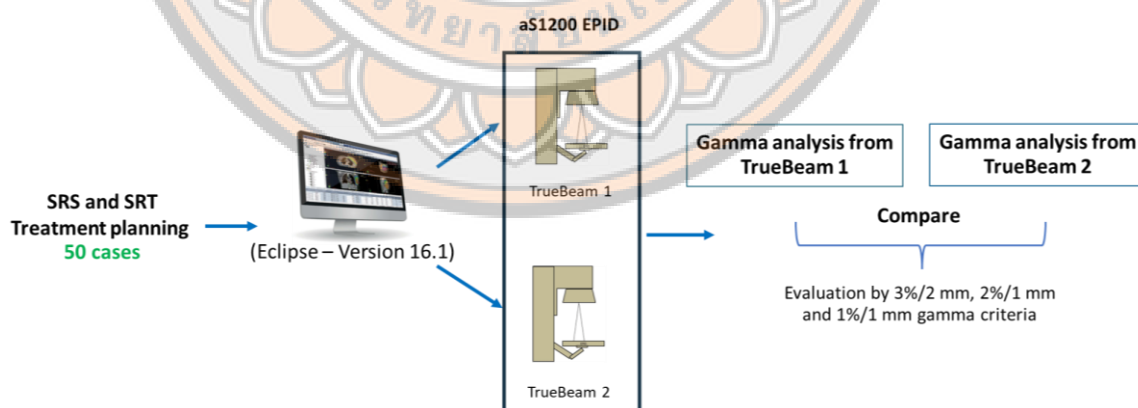 aS1200 EPID
SRS and SRT
Treatment planning
50 cases
(Eclipse – Version 16.1)
TrueBeam 1
TrueBeam 2
Gamma analysis from
TrueBeam 1
Gamma analysis from
TrueBeam 2
Compare
Evaluation by 3%/2 mm, 2%/1 mm
and 1%/1 mm gamma criteria